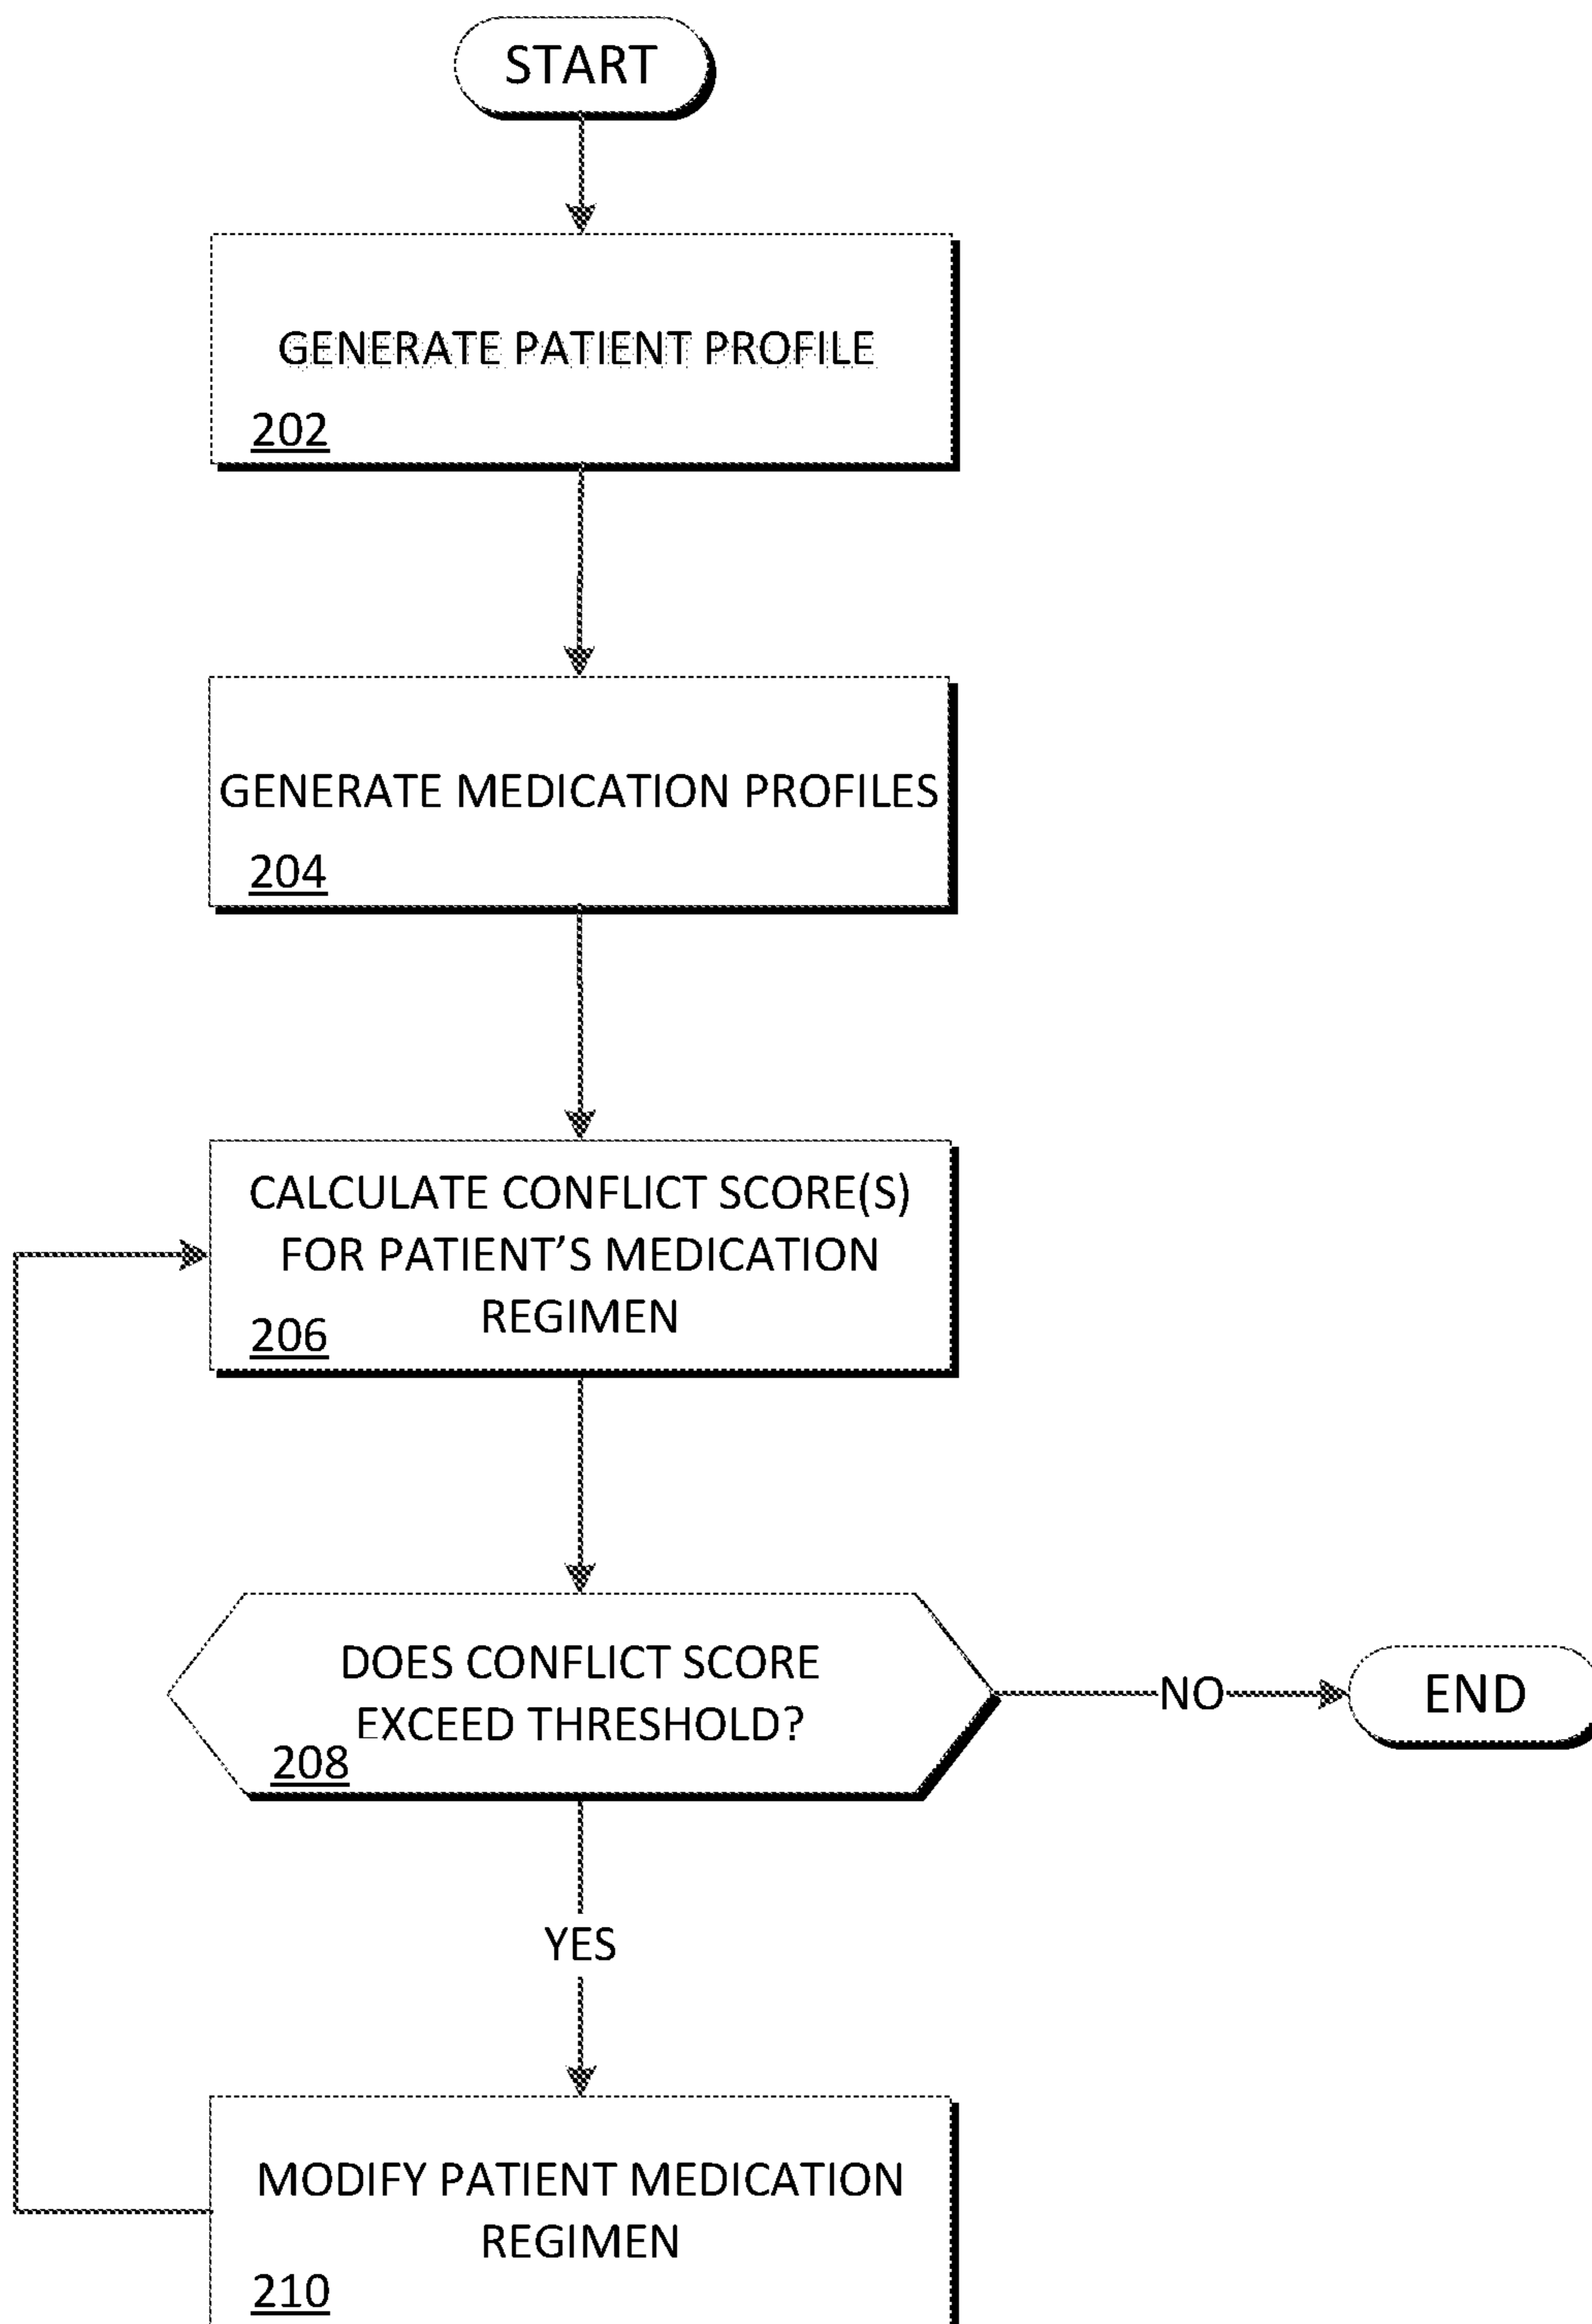 START
GENERATE PATIENT PROFILE
202
GENERATE MEDICATION PROFILES
204
CALCULATE CONFLICT SCORE(S)
FOR PATIENT'S MEDICATION
REGIMEN
206
DOES CONFLICT SCORE
EXCEED THRESHOLD?
208
NO
END
YES
MODIFY PATIENT MEDICATION
REGIMEN
210